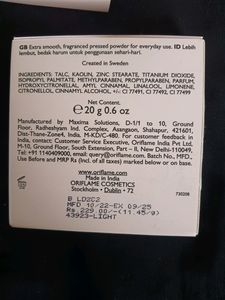 GB Extra smooth, fragranced pressed powder for everyday use. ID Lebih
lembut, bedak harum untuk penggunaan sehari-hari.
Created in Sweden
INGREDIENTS: TALC, KAOLIN, ZINC STEARATE, TITANIUM DIOXIDE,
ISOPROPYL PALMITATE, METHYLPARABEN, PROPYLPARABEN, PARFUM,
HYDROXYCITRONELLAL, AMYL CINNAMAL, LINALOOL, LIMONENE,
CITRONELLOL, CINNAMYL ALCOHOL, CI 77491, CI 77492, CI 77499
Net Contents:
℮ 20 g 0.6 oz
Manufactured by Maxima Solutions, D-1/1 to 10, Ground
Floor, Indian Corp. Complex, Asangaon, Shahapur, 421601,
Dist-Thane-Zone4, India. M-KD/C-480. For customer feedback
in India, contact: Customer Care, Oriflame India Pvt Ltd,
M-10, Ground Floor, South Extension, Part - II, New Delhi-110049,
Tel: +91 1140409000, email: query@oriflame.com. Batch No., MFD.,
Use Before and MRP Rs (Incl. of all taxes) marked below or on base.
www.oriflame.com
Made in India
ORIFLAME COSMETICS
Stockholm • Dublin • 72
730208
B LD2C2
MFD 10/22-EX 09/25
Rs 229.00/-(11.45/g)
43923-LIGHT